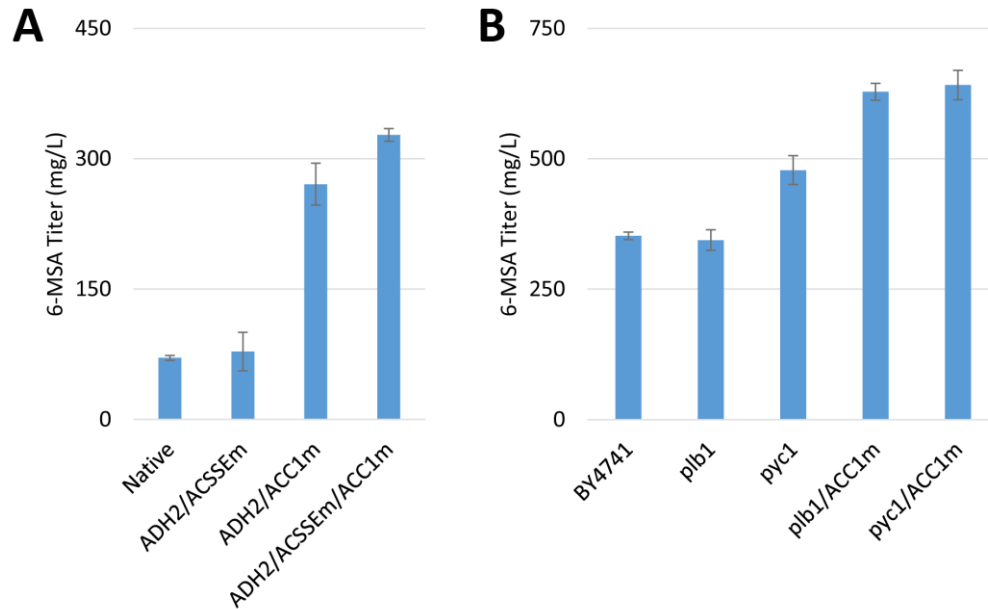 A
450
300
150
0
6-MSA Titer (mg/L)
Native
ADH2/ACSSEm
ADH2/ACC1m
ADH2/ACSSEm/ACC1m
B
750
500
250
0
6-MSA Titer (mg/L)
BY4741
plb1
pyc1
plb1/ACC1m
pyc1/ACC1m